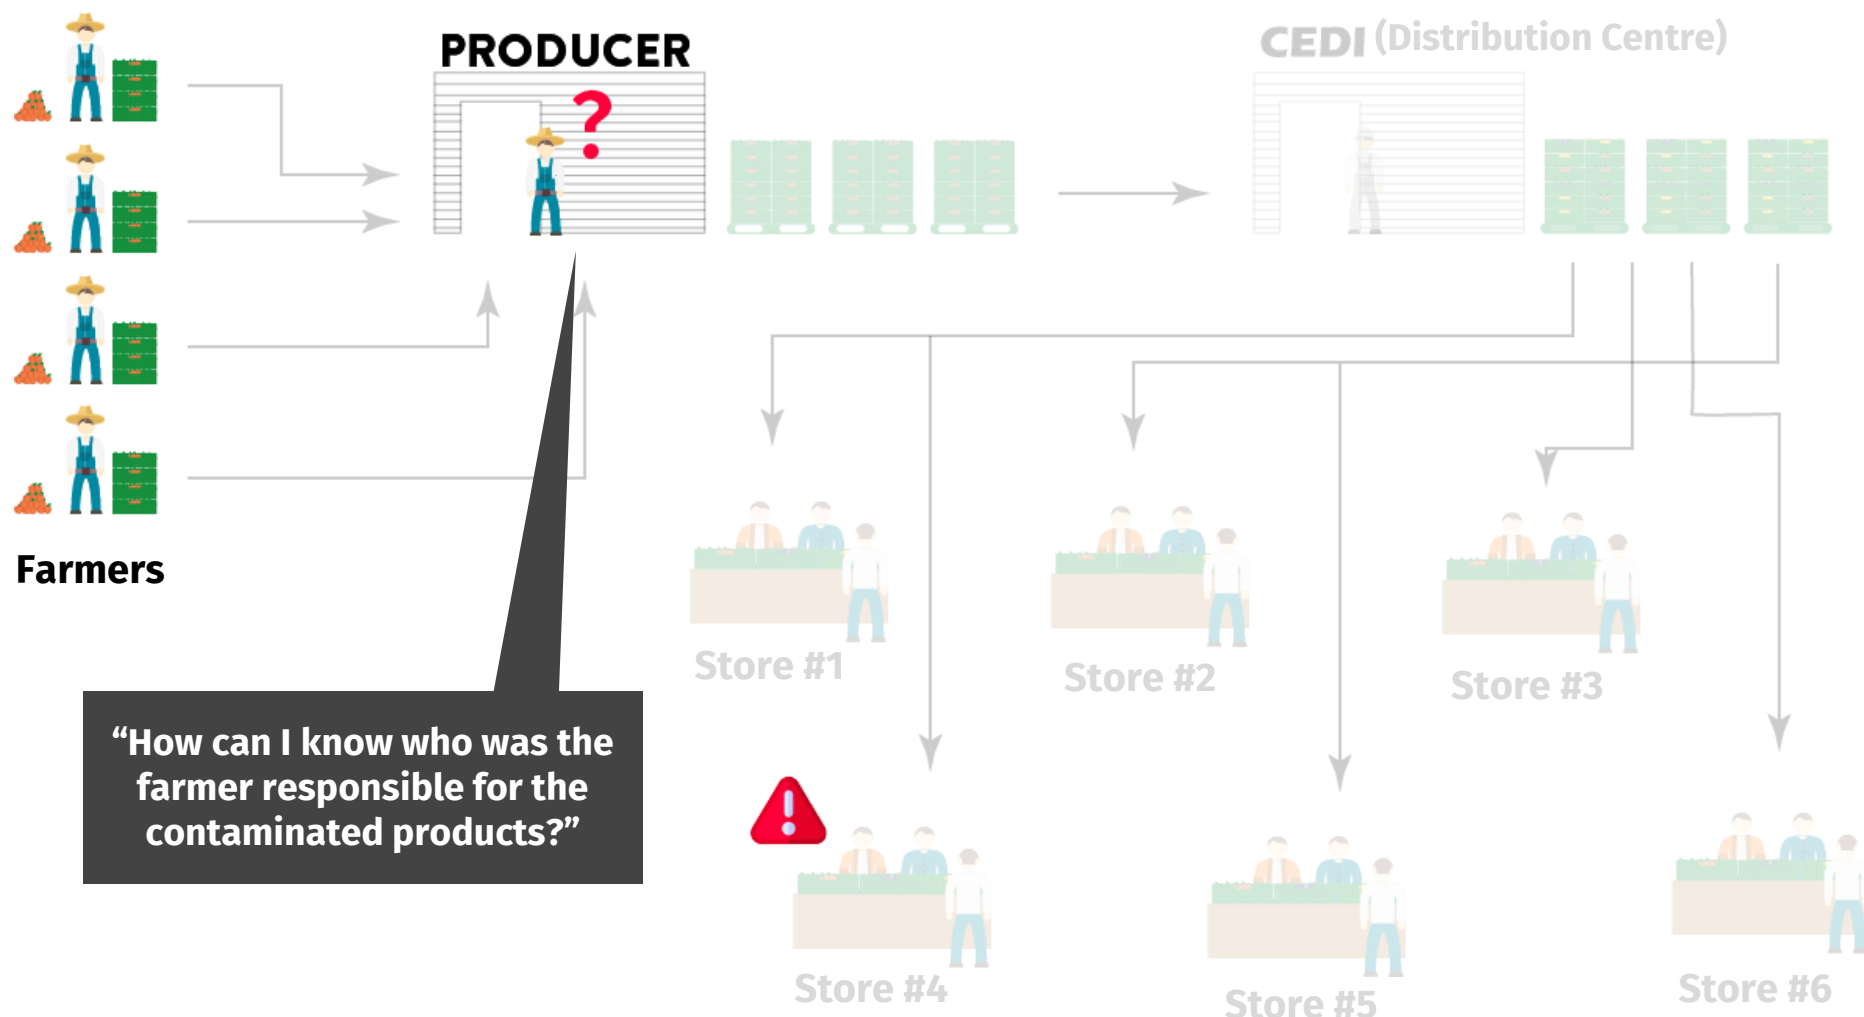 PRODUCER
CEDI (Distribution Centre)
Farmers
Store #1
Store #2
Store #3
“How can I know who was the
farmer responsible for the
contaminated products?”
Store #4
Store #5
Store #6